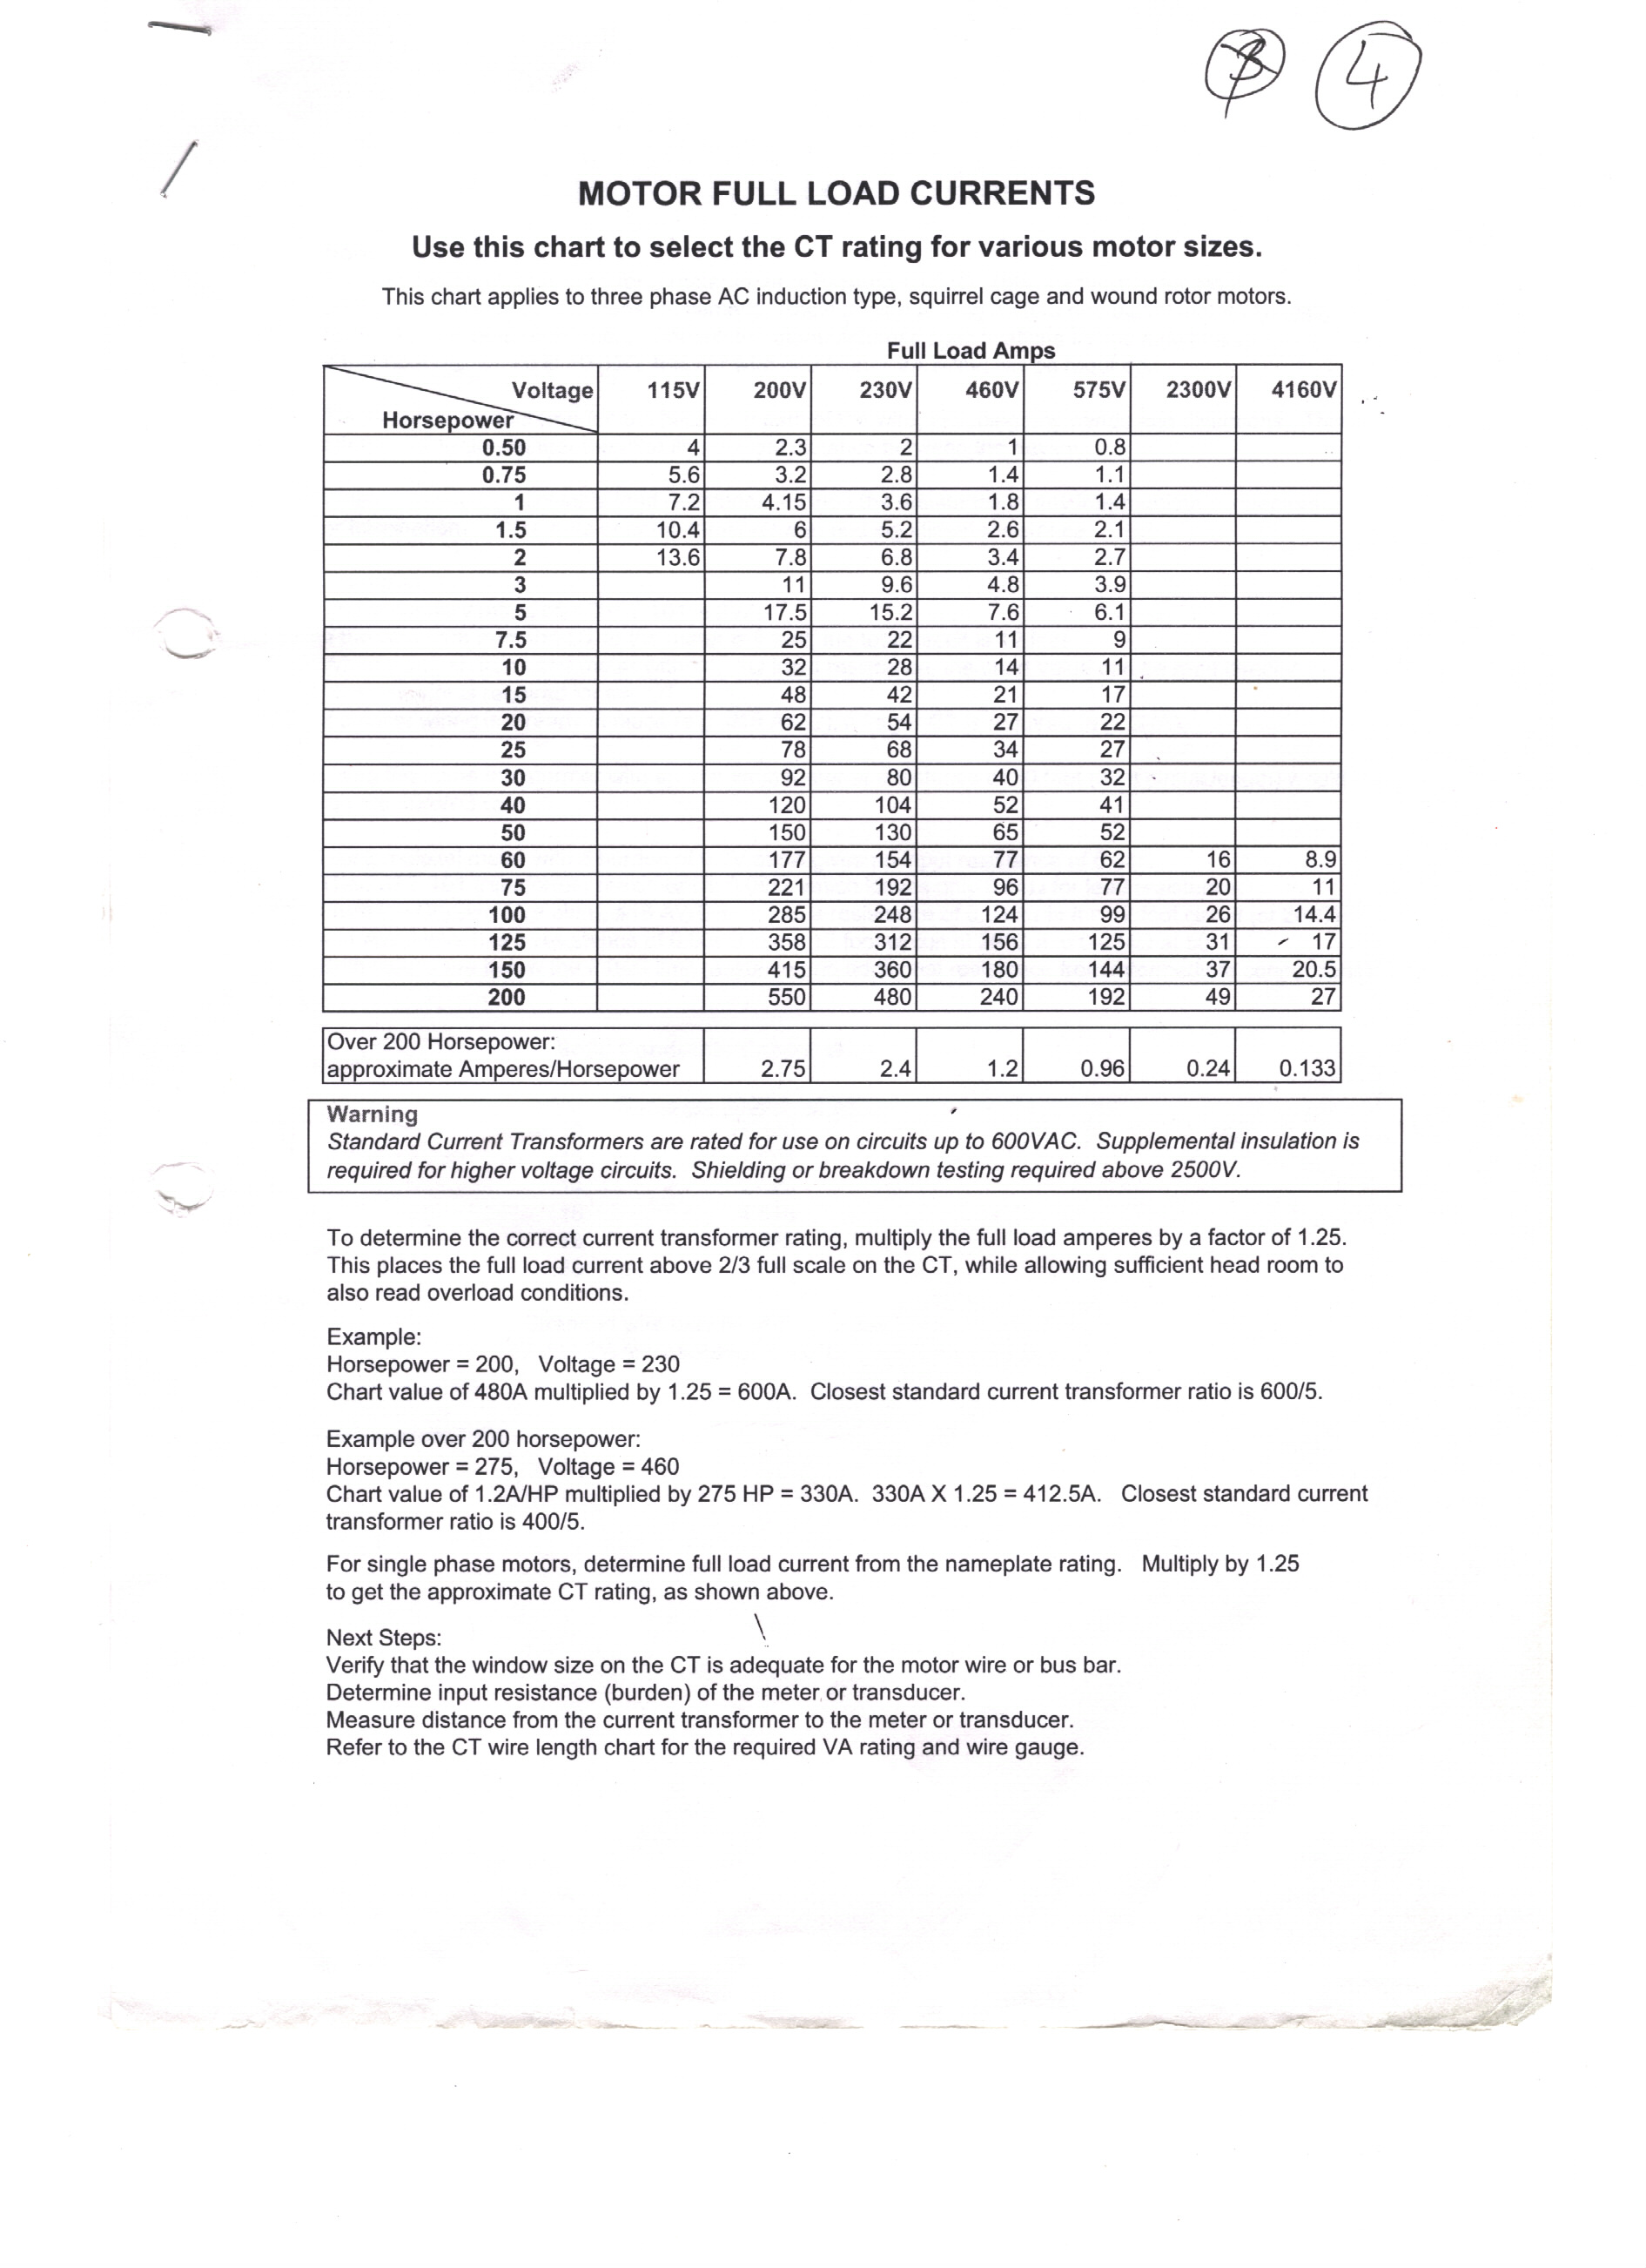 4
MOTOR FULL LOAD CURRENTS
Use this chart to select the CT rating for various motor sizes.
This chart applies to three phase AC induction type, squirrel cage and wound rotor motors.
Full Load Amps
Voltage 115V 200V 230V 460V 575V 2300V 4160V
Horsepower
0.50 4 2.3 2 1 0.8
0.75 5.6 3.2 2.8 1.4 1.1
1 7.2 4.15 3.6 1.8 1.4
1.5 10.4 6 5.2 2.6 2.1
2 13.6 7.8 6.8 3.4 2.7
3 11 9.6 4.8 3.9
5 17.5 15.2 7.6 6.1
7.5 25 22 11 9
10 32 28 14 11
15 48 42 21 17
20 62 54 27 22
25 78 68 34 27
30 92 80 40 32
40 120 104 52 41
50 150 130 65 52
60 177 154 77 62 16 8.9
75 221 192 96 77 20 11
100 285 248 124 99 26 14.4
125 358 312 156 125 31 17
150 415 360 180 144 37 20.5
200 550 480 240 192 49 27
Over 200 Horsepower:
approximate Amperes/Horsepower 2.75 2.4 1.2 0.96 0.24 0.133
Warning
Standard Current Transformers are rated for use on circuits up to 600VAC. Supplemental insulation is
required for higher voltage circuits. Shielding or breakdown testing required above 2500V.
To determine the correct current transformer rating, multiply the full load amperes by a factor of 1.25.
This places the full load current above 2/3 full scale on the CT, while allowing sufficient head room to
also read overload conditions.
Example:
Horsepower = 200, Voltage = 230
Chart value of 480A multiplied by 1.25 = 600A. Closest standard current transformer ratio is 600/5.
Example over 200 horsepower:
Horsepower = 275, Voltage = 460
Chart value of 1.2A/HP multiplied by 275 HP = 330A. 330A X 1.25 = 412.5A. Closest standard current
transformer ratio is 400/5.
For single phase motors, determine full load current from the nameplate rating. Multiply by 1.25
to get the approximate CT rating, as shown above.
Next Steps:
Verify that the window size on the CT is adequate for the motor wire or bus bar.
Determine input resistance (burden) of the meter or transducer.
Measure distance from the current transformer to the meter or transducer.
Refer to the CT wire length chart for the required VA rating and wire gauge.